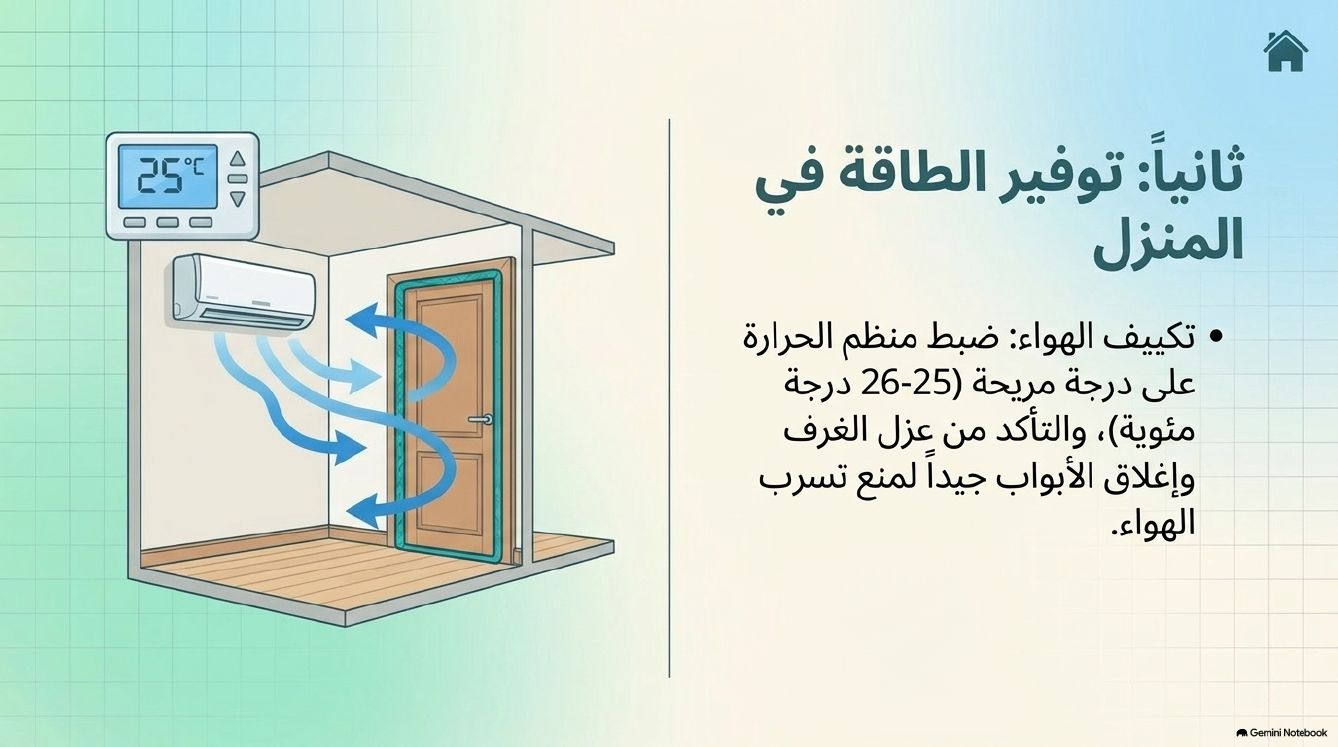 ثانياً: توفير الطاقة في
المنزل
• تكييف الهواء: ضبط منظم الحرارة
على درجة مريحة (25-26 درجة
مئوية)، والتأكد من عزل الغرف
وإغلاق الأبواب جيداً لمنع تسرب
الهواء.
25°C
Gemini Notebook